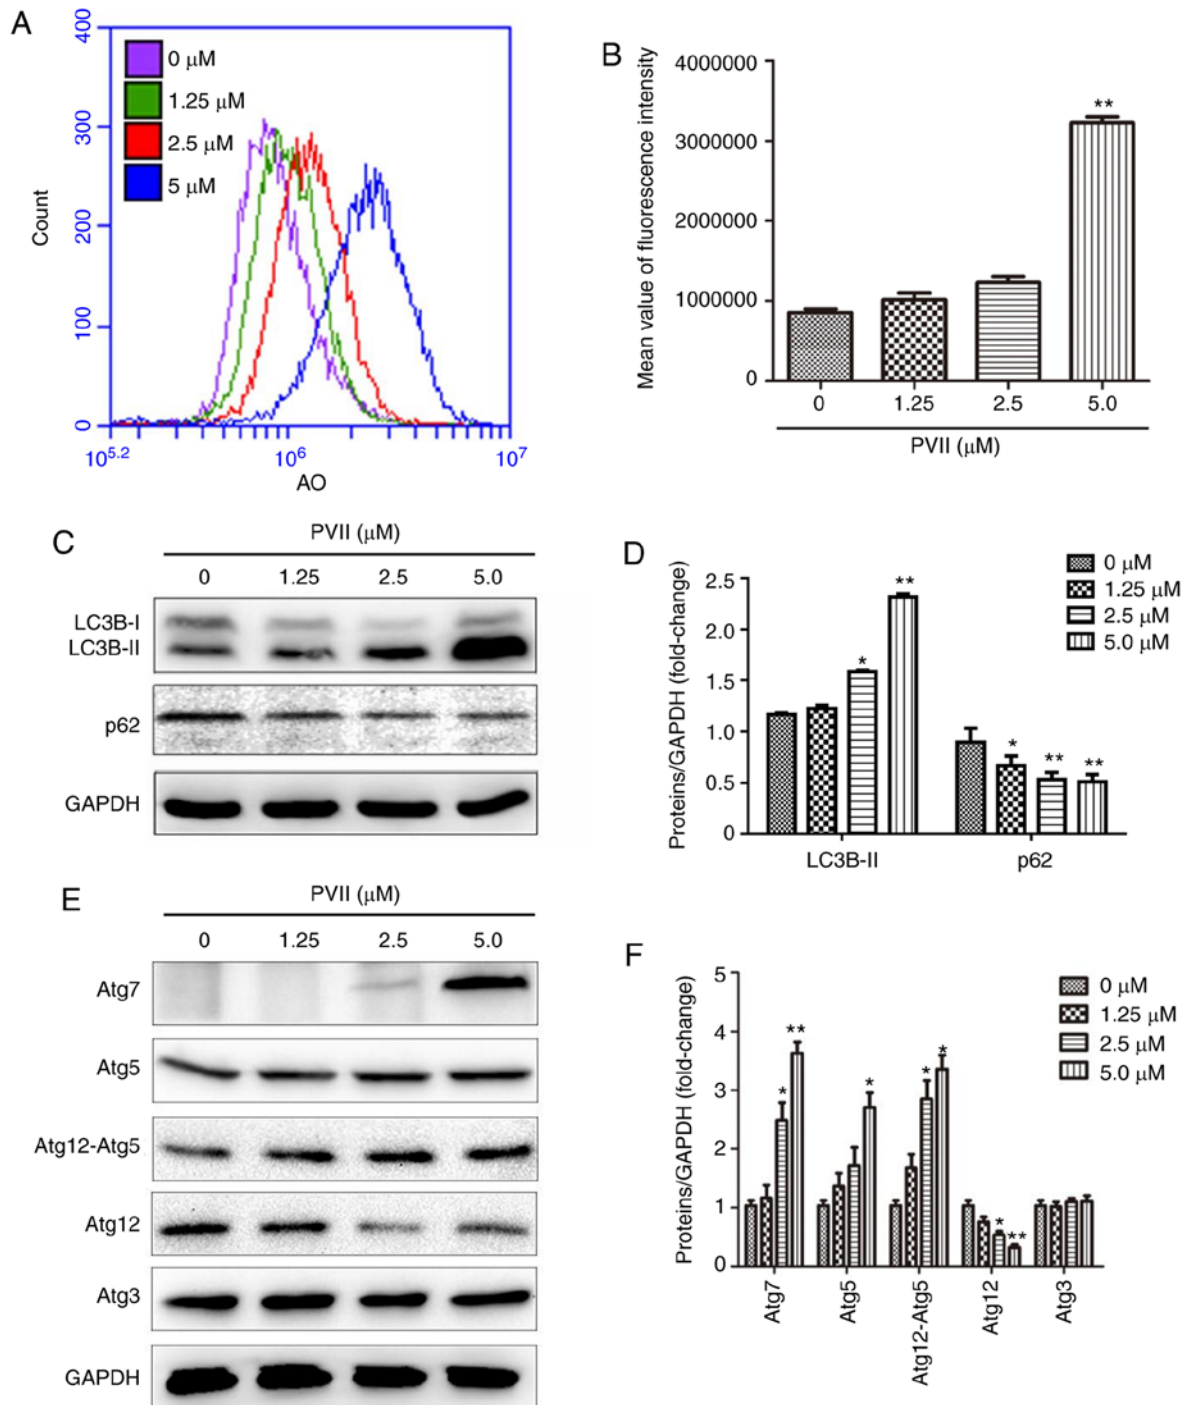 A
400
300
200
100
0
Count
0 μM
1.25 μM
2.5 μM
5 μM
10^5.2 10^6 10^7
AO
B
Mean value of fluorescence intensity
4000000
3000000
2000000
1000000
0
**
0 1.25 2.5 5.0
PVII (μM)
C
PVII (μM)
0 1.25 2.5 5.0
LC3B-I
LC3B-II
p62
GAPDH
D
Proteins/GAPDH (fold-change)
2.5
2.0
1.5
1.0
0.5
0
* **
* ** **
LC3B-II p62
0 μM
1.25 μM
2.5 μM
5.0 μM
E
PVII (μM)
0 1.25 2.5 5.0
Atg7
Atg5
Atg12-Atg5
Atg12
Atg3
GAPDH
F
Proteins/GAPDH (fold-change)
5
4
3
2
1
0
* **
*
* *
* **
Atg7 Atg5 Atg12-Atg5 Atg12 Atg3
0 μM
1.25 μM
2.5 μM
5.0 μM